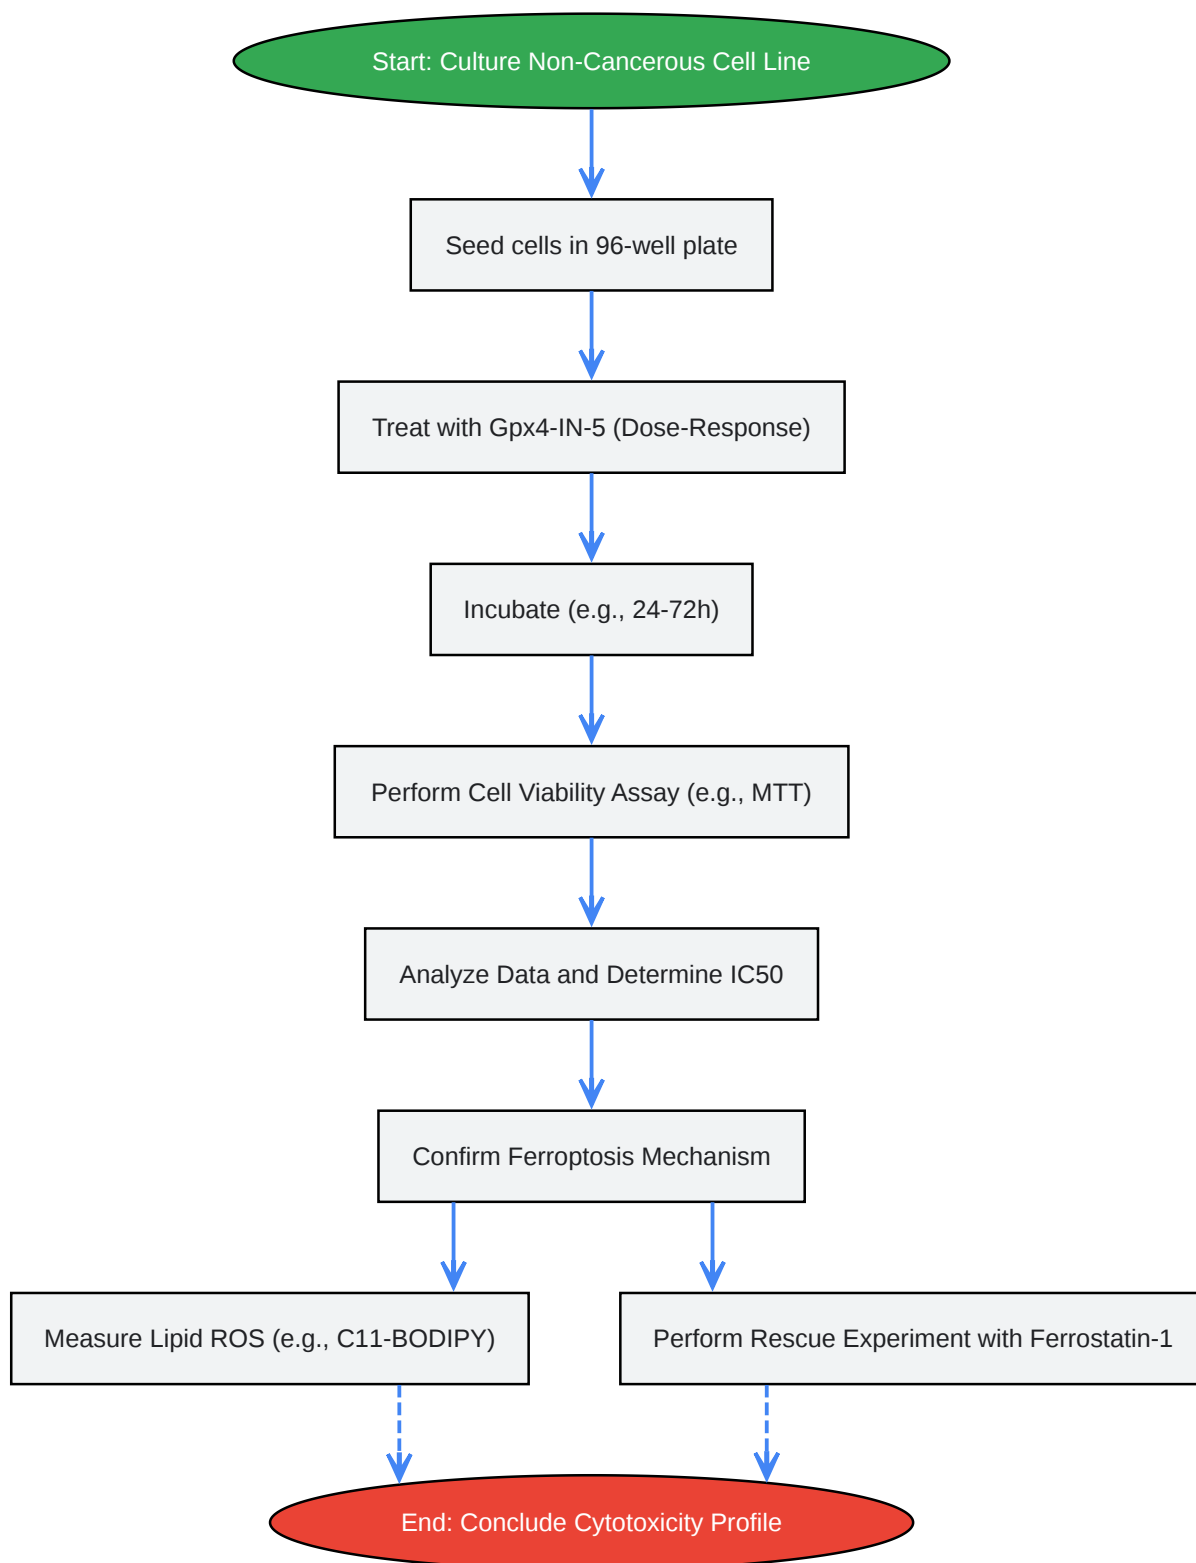 Start: Culture Non-Cancerous Cell Line
Seed cells in 96-well plate
Treat with Gpx4-IN-5 (Dose-Response)
Incubate (e.g., 24-72h)
Perform Cell Viability Assay (e.g., MTT)
Analyze Data and Determine IC50
Confirm Ferroptosis Mechanism
Measure Lipid ROS (e.g., C11-BODIPY)
Perform Rescue Experiment with Ferrostatin-1
End: Conclude Cytotoxicity Profile